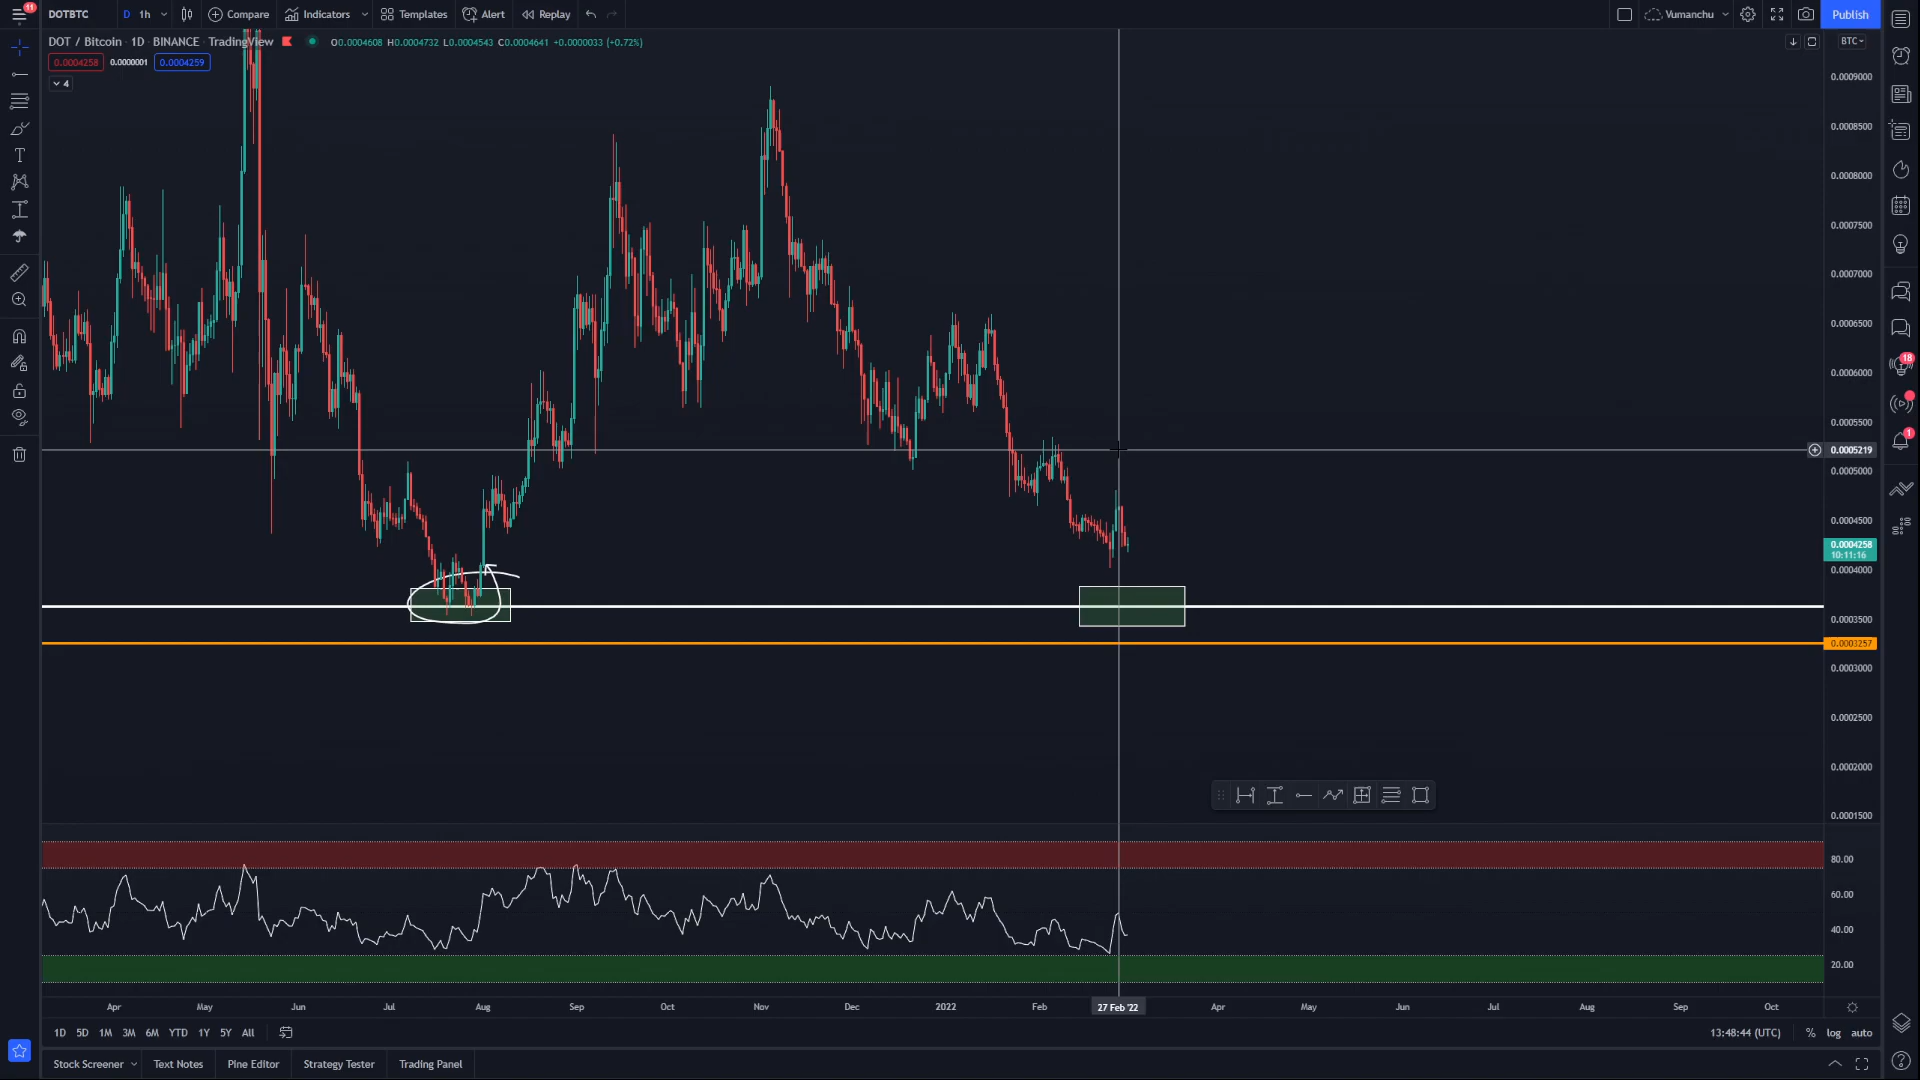 11
DOTBTC
D
1h
Compare
Indicators
Templates
Alert
Replay
Vumanchu
Publish
DOT / Bitcoin · 1D · BINANCE · TradingView
O0.0004608 H0.0004732 L0.0004543 C0.0004641 +0.0000033 (+0.72%)
BTC
0.0004258
0.0000001
0.0004259
4
0.0009000
0.0008500
0.0008000
0.0007500
0.0007000
0.0006500
0.0006000
0.0005500
0.0005219
0.0005000
0.0004500
0.0004258
10:11:16
0.0004000
0.0003500
0.0003257
0.0003000
0.0002500
0.0002000
0.0001500
18
1
80.00
60.00
40.00
20.00
Apr May Jun Jul Aug Sep Oct Nov Dec 2022 Feb 27 Feb '22 Apr May Jun Jul Aug Sep Oct
1D 5D 1M 3M 6M YTD 1Y 5Y All
13:48:44 (UTC)
% log auto
Stock Screener
Text Notes
Pine Editor
Strategy Tester
Trading Panel